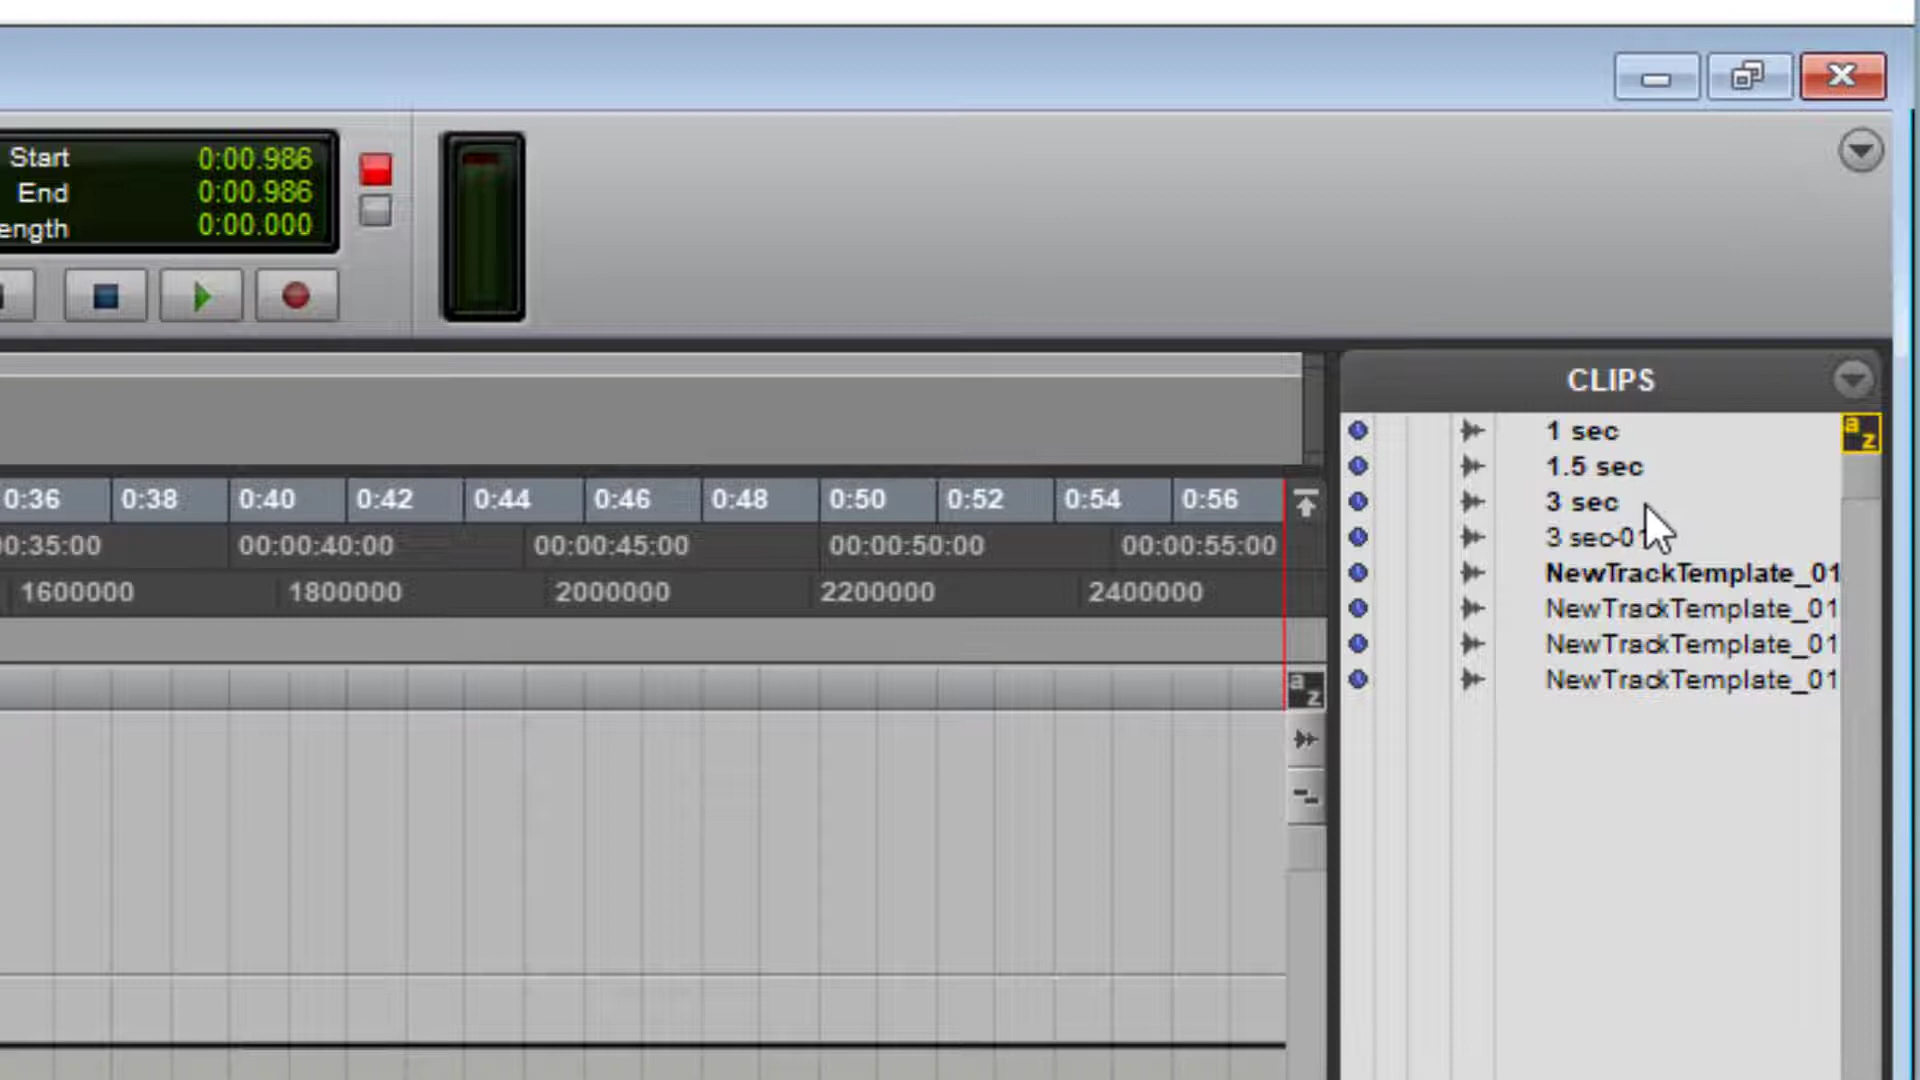 Start 0:00.986
End 0:00.986
ength 0:00.000
CLIPS
1 sec
1.5 sec
3 sec
3 sec-01
NewTrackTemplate_01
NewTrackTemplate_01
NewTrackTemplate_01
NewTrackTemplate_01
a z
0:36 0:38 0:40 0:42 0:44 0:46 0:48 0:50 0:52 0:54 0:56
0:35:00 00:00:40:00 00:00:45:00 00:00:50:00 00:00:55:00
1600000 1800000 2000000 2200000 2400000
a z